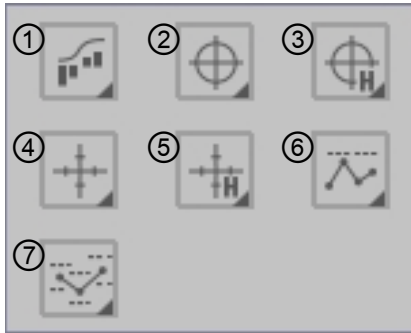 ① ② ③ H
④ ⑤ H ⑥
⑦